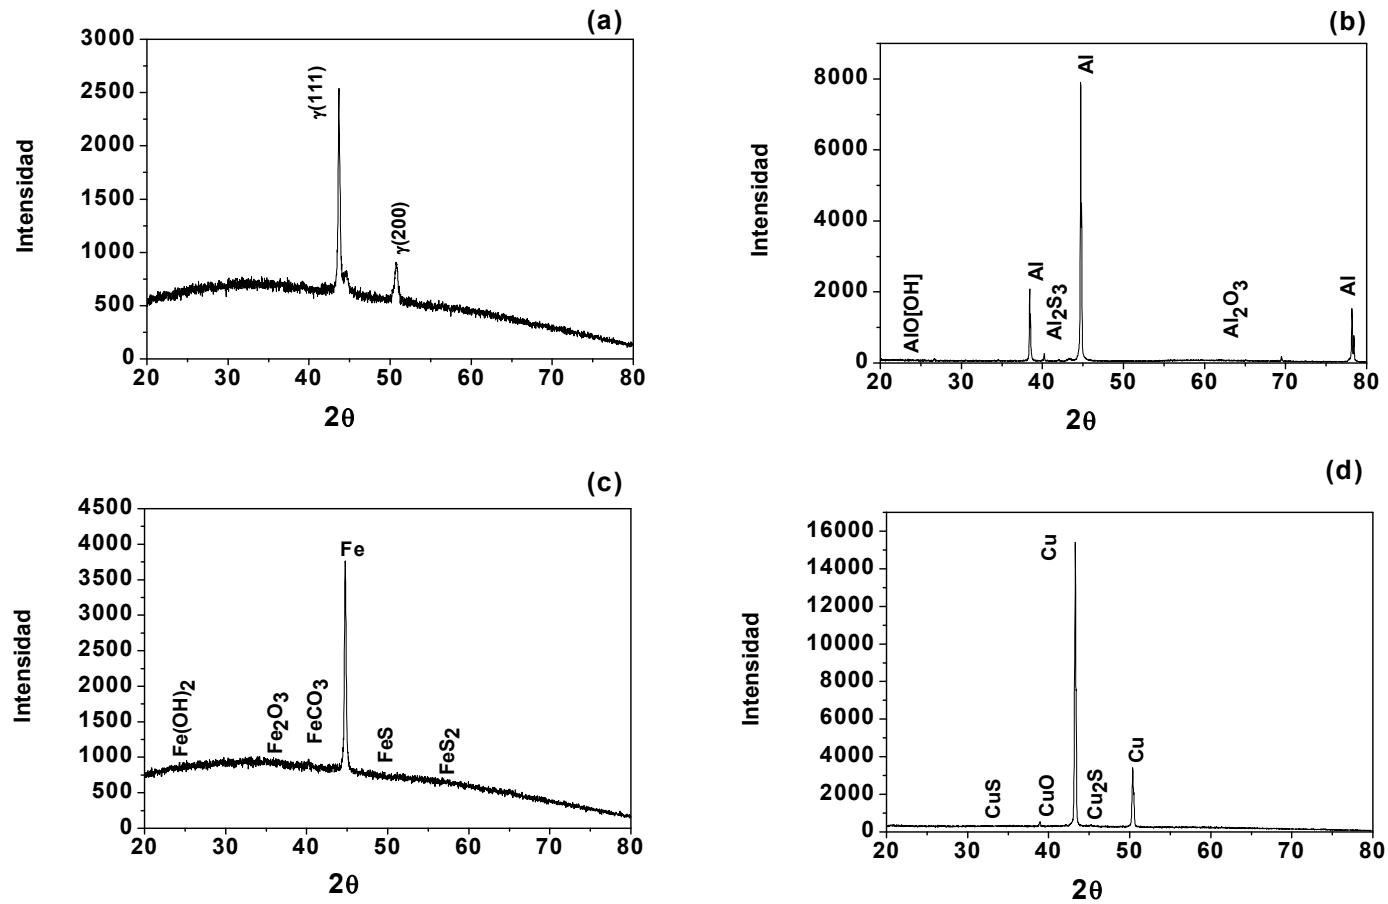 (a)
3000
2500
2000
1500
1000
500
0
Intensidad
γ(111)
γ(200)
20 30 40 50 60 70 80
2θ
(b)
8000
6000
4000
2000
0
Intensidad
AlO[OH]
Al
Al2S3
Al
Al2O3
Al
20 30 40 50 60 70 80
2θ
(c)
4500
4000
3500
3000
2500
2000
1500
1000
500
0
Intensidad
Fe(OH)2
Fe2O3
FeCO3
Fe
FeS
FeS2
20 30 40 50 60 70 80
2θ
(d)
16000
14000
12000
10000
8000
6000
4000
2000
0
Intensidad
CuS
CuO
Cu
Cu2S
Cu
20 30 40 50 60 70 80
2θ